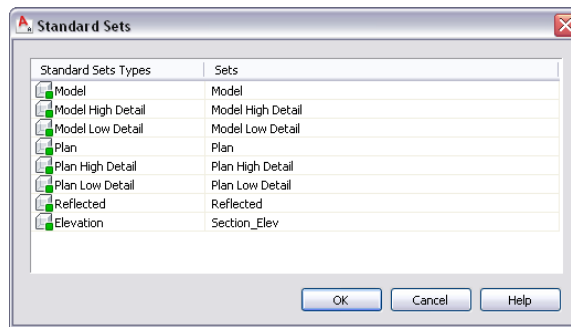 Standard Sets
Standard Sets Types Sets
Model Model
Model High Detail Model High Detail
Model Low Detail Model Low Detail
Plan Plan
Plan High Detail Plan High Detail
Plan Low Detail Plan Low Detail
Reflected Reflected
Elevation Section_Elev
OK Cancel Help